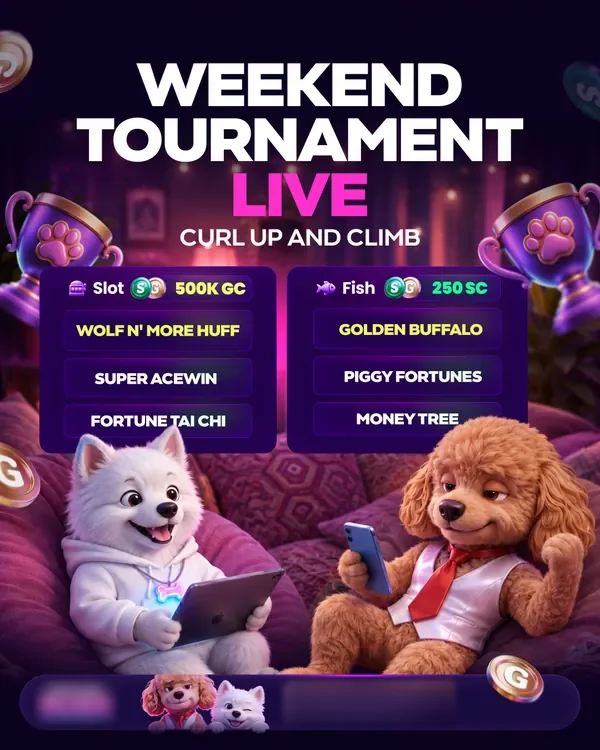 WEEKEND
TOURNAMENT
LIVE
CURL UP AND CLIMB
Slot S G 500K GC
WOLF N' MORE HUFF
SUPER ACEWIN
FORTUNE TAI CHI
Fish S G 250 SC
GOLDEN BUFFALO
PIGGY FORTUNES
MONEY TREE
G
G